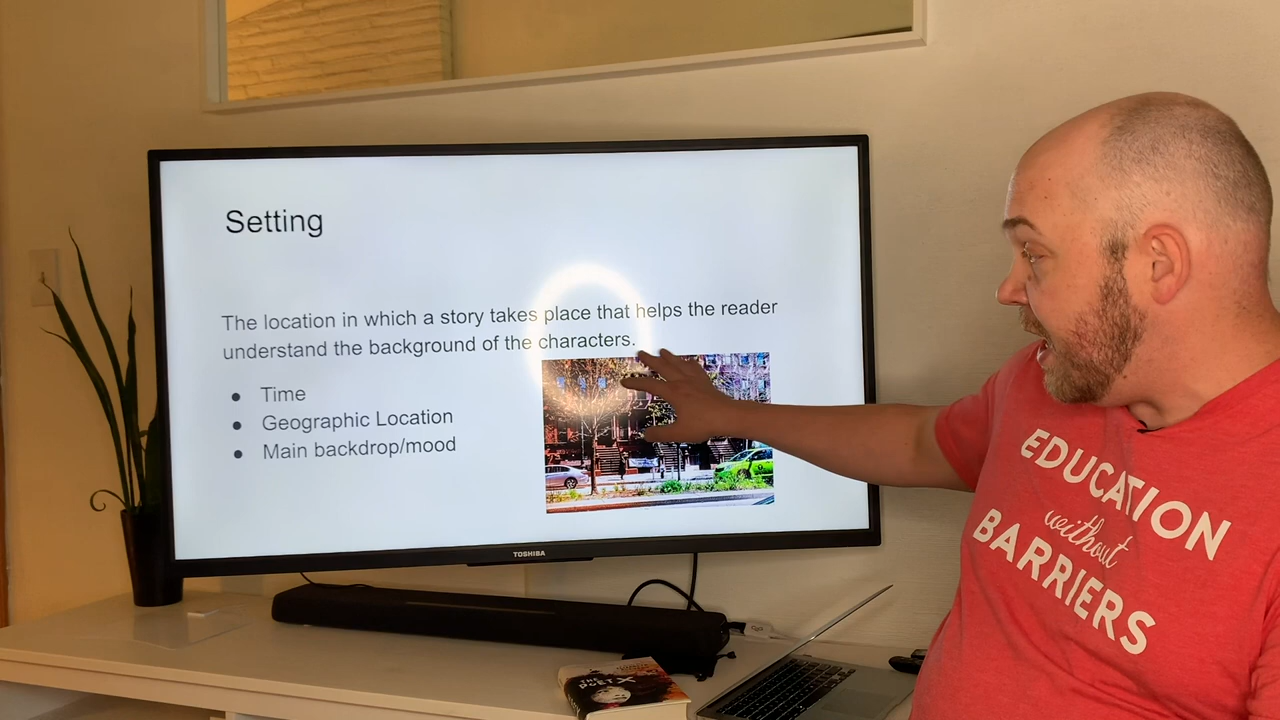 Setting
The location in which a story takes place that helps the reader
understand the background of the characters.
● Time
● Geographic Location
● Main backdrop/mood
TOSHIBA
EDUCATION
without
BARRIERS
THE
POET X